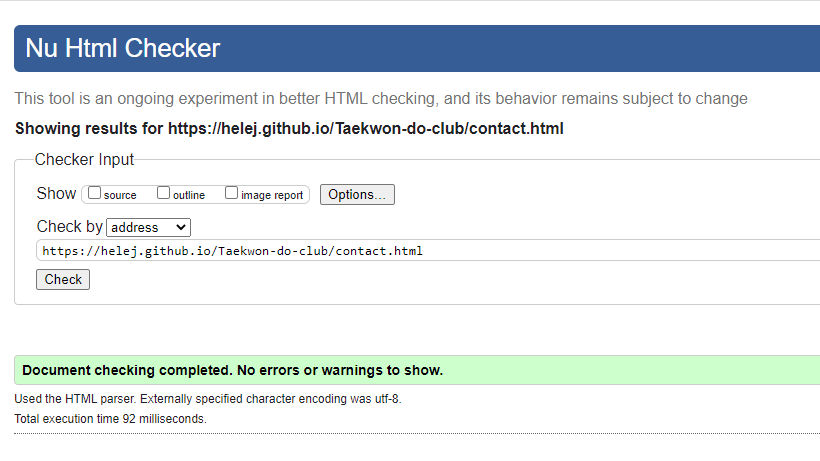 Nu Html Checker
This tool is an ongoing experiment in better HTML checking, and its behavior remains subject to change
Showing results for https://helej.github.io/Taekwon-do-club/contact.html
Checker Input
Show source outline image report Options...
Check by address
https://helej.github.io/Taekwon-do-club/contact.html
Check
Document checking completed. No errors or warnings to show.
Used the HTML parser. Externally specified character encoding was utf-8.
Total execution time 92 milliseconds.